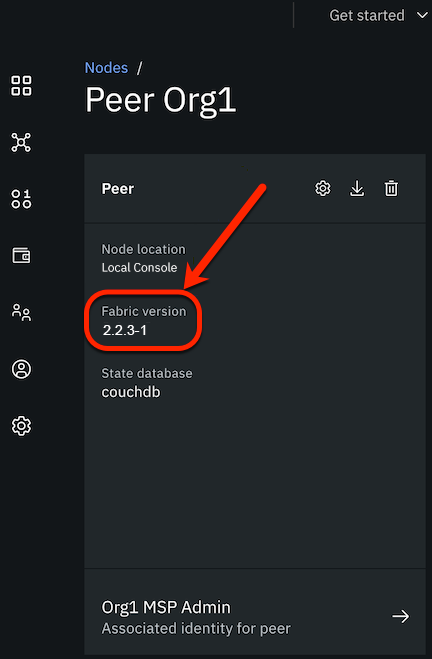 Get started
Nodes /
Peer Org1
Peer
Node location
Local Console
Fabric version
2.2.3-1
State database
couchdb
Org1 MSP Admin
Associated identity for peer